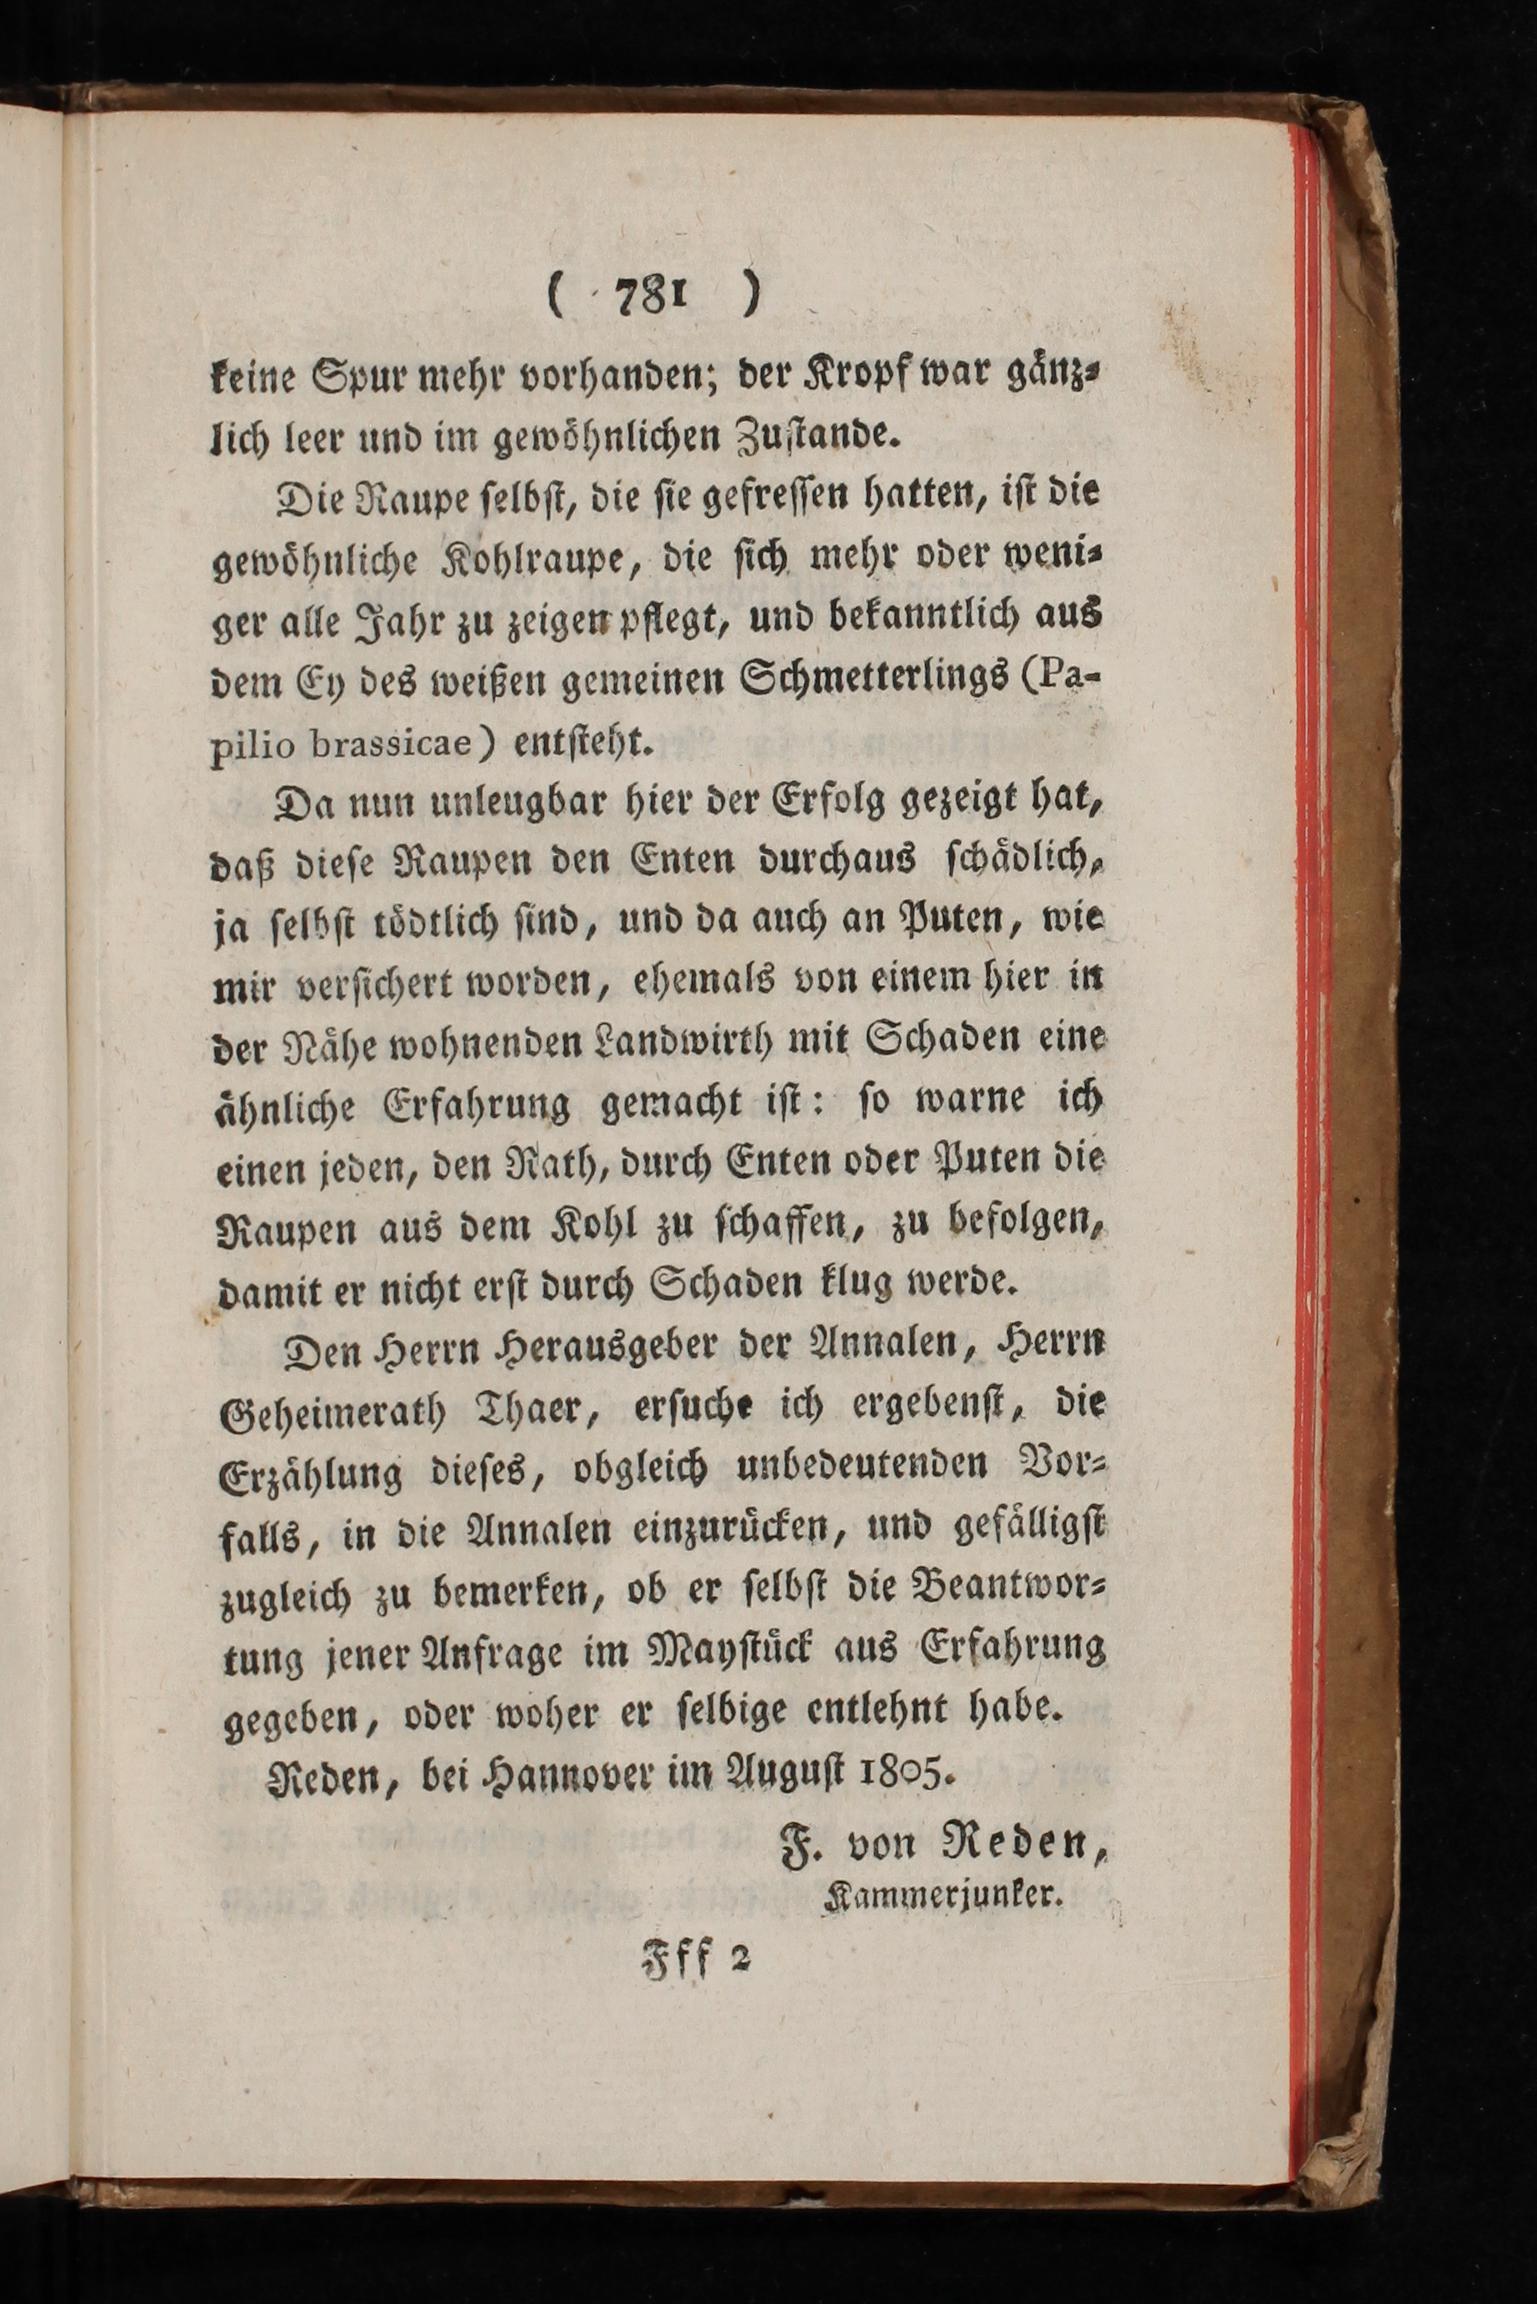 ( 781 )
keine Spur mehr vorhanden; der Kropf war gänz-
lich leer und im gewöhnlichen Zustande.
Die Raupe selbst, die sie gefressen hatten, ist die
gewöhnliche Kohlraupe, die sich mehr oder weni-
ger alle Jahr zu zeigen pflegt, und bekanntlich aus
dem Ey des weißen gemeinen Schmetterlings (Pa-
pilio brassicae) entsteht.
Da nun unleugbar hier der Erfolg gezeigt hat,
daß diese Raupen den Enten durchaus schädlich,
ja selbst tödtlich sind, und da auch an Puten, wie
mir versichert worden, ehemals von einem hier in
der Nähe wohnenden Landwirth mit Schaden eine
ähnliche Erfahrung gemacht ist: so warne ich
einen jeden, den Rath, durch Enten oder Puten die
Raupen aus dem Kohl zu schaffen, zu befolgen,
damit er nicht erst durch Schaden klug werde.
Den Herrn Herausgeber der Annalen, Herrn
Geheimerath Thaer, ersuche ich ergebenst, die
Erzählung dieses, obgleich unbedeutenden Vor-
falls, in die Annalen einzurücken, und gefälligst
zugleich zu bemerken, ob er selbst die Beantwor-
tung jener Anfrage im Maystück aus Erfahrung
gegeben, oder woher er selbige entlehnt habe.
Reden, bei Hannover im August 1805.
F. von Reden,
Kammerjunker.
Fff 2